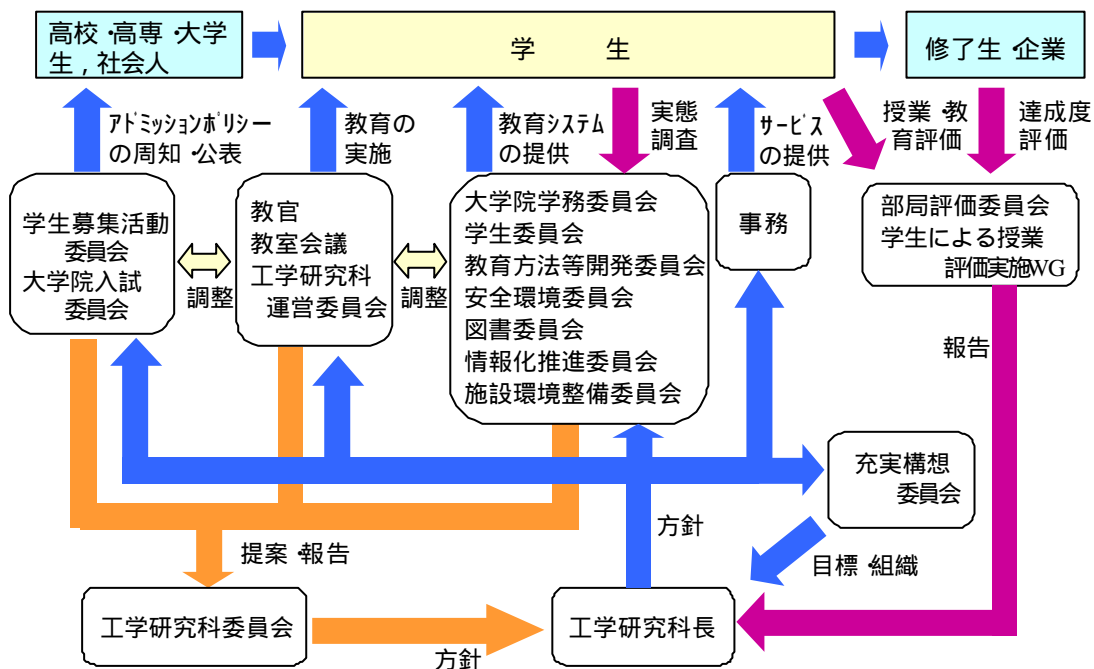 高校・高専・大学
生,社会人
学 生
修了生・企業
アドミッションポリシー
の周知・公表
教育の
実施
教育システム
の提供
実態
調査
サービス
の提供
授業・教
育評価
達成度
評価
学生募集活動
委員会
大学院入試
委員会
調整
教官
教室会議
工学研究科
運営委員会
調整
大学院学務委員会
学生委員会
教育方法等開発委員会
安全環境委員会
図書委員会
情報化推進委員会
施設環境整備委員会
事務
部局評価委員会
学生による授業
評価実施WG
報告
充実構想
委員会
方針
目標・組織
提案・報告
工学研究科委員会
方針
工学研究科長